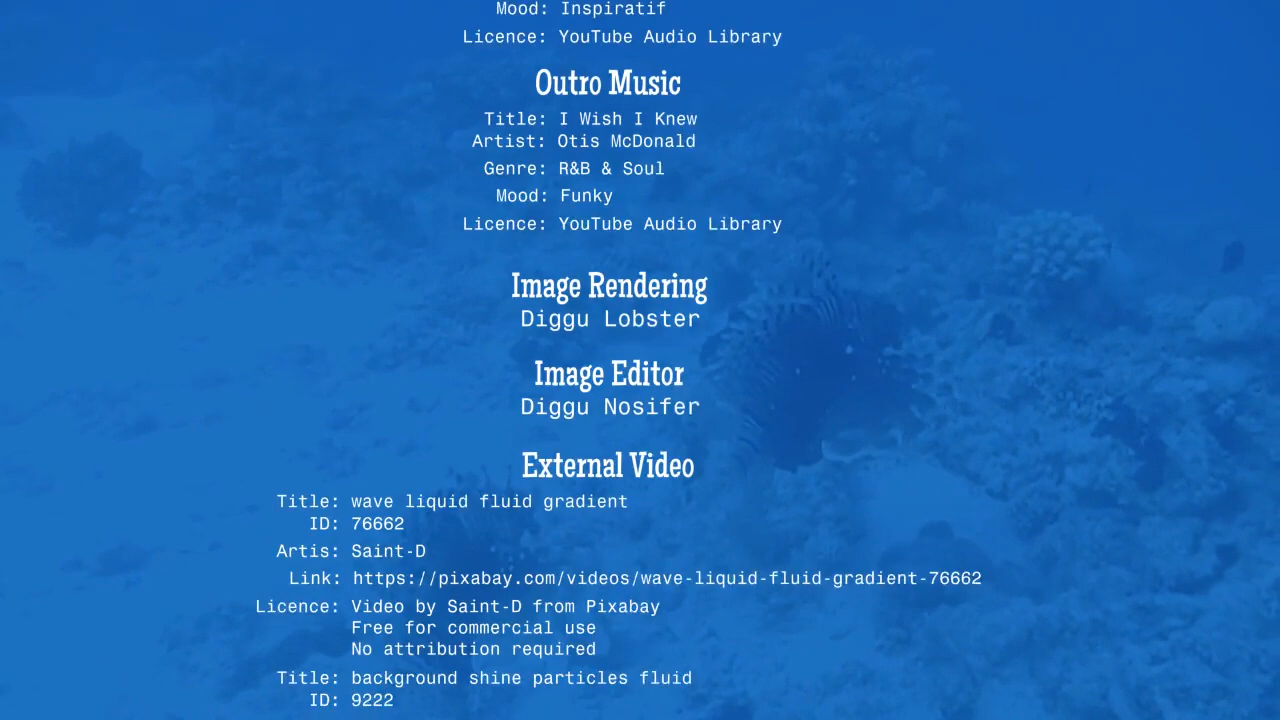 Mood: Inspiratif
Licence: YouTube Audio Library
Outro Music
Title: I Wish I Knew
Artist: Otis McDonald
Genre: R&B & Soul
Mood: Funky
Licence: YouTube Audio Library
Image Rendering
Diggu Lobster
Image Editor
Diggu Nosifer
External Video
Title: wave liquid fluid gradient
ID: 76662
Artis: Saint-D
Link: https://pixabay.com/videos/wave-liquid-fluid-gradient-76662
Licence: Video by Saint-D from Pixabay
Free for commercial use
No attribution required
Title: background shine particles fluid
ID: 9222